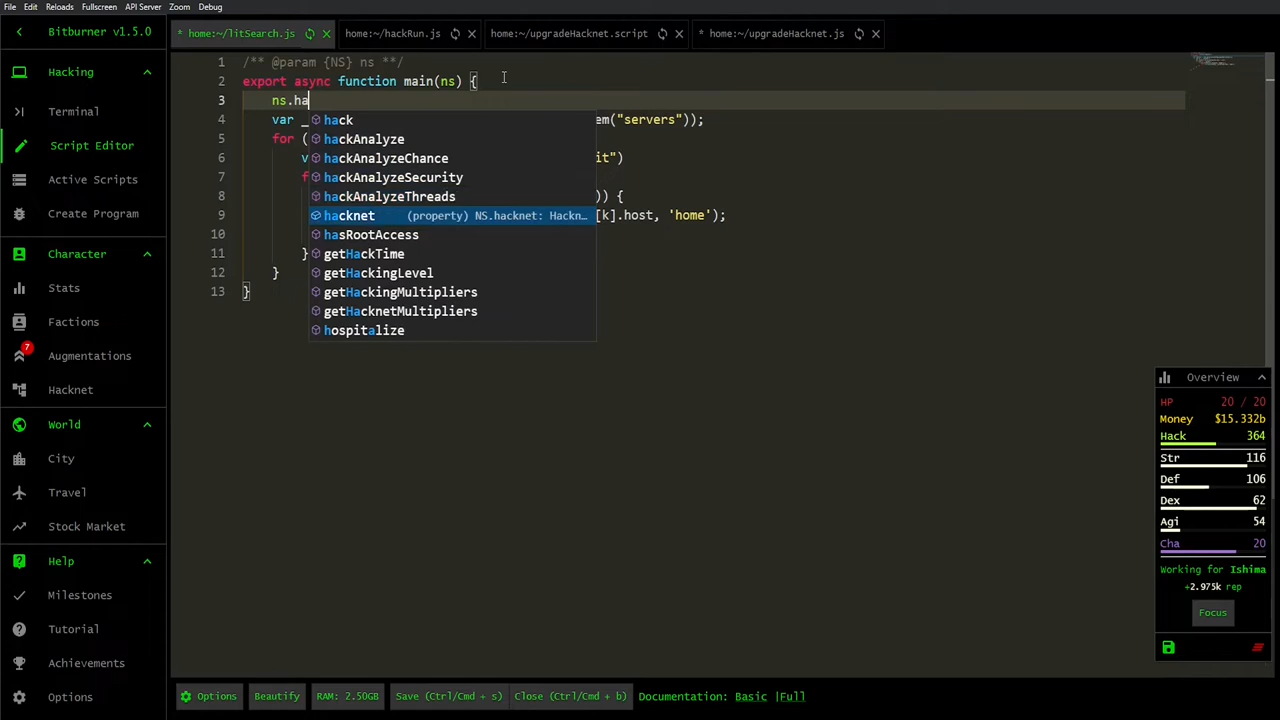 File Edit Reloads Fullscreen API Server Zoom Debug
Bitburner v1.5.0
Hacking
Terminal
Script Editor
Active Scripts
Create Program
Character
Stats
Factions
7
Augmentations
Hacknet
World
City
Travel
Stock Market
Help
Milestones
Tutorial
Achievements
Options
* home:~/litSearch.js
home:~/hackRun.js
home:~/upgradeHacknet.script
* home:~/upgradeHacknet.js
1 /** @param {NS} ns **/
2 export async function main(ns) {
3 ns.ha
4 var _ em("servers"));
5 for (
6 v it")
7 f
8 )) {
9 [k].host, 'home');
10
11 }
12 }
13 }
hack
hackAnalyze
hackAnalyzeChance
hackAnalyzeSecurity
hackAnalyzeThreads
hacknet (property) NS.hacknet: Hackn…
hasRootAccess
getHackTime
getHackingLevel
getHackingMultipliers
getHacknetMultipliers
hospitalize
Overview
HP 20 / 20
Money $15.332b
Hack 364
Str 116
Def 106
Dex 62
Agi 54
Cha 20
Working for Ishima
+2.975k rep
Focus
Options Beautify RAM: 2.50GB Save (Ctrl/Cmd + s) Close (Ctrl/Cmd + b) Documentation: Basic |Full